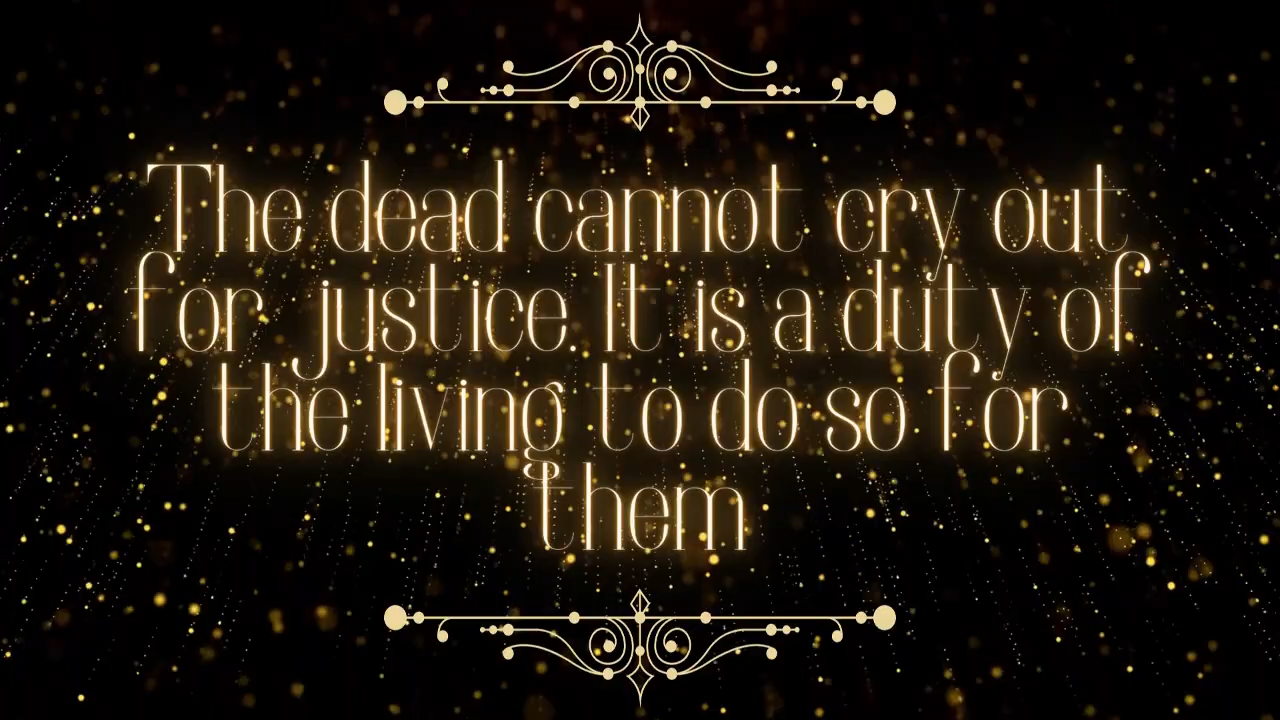 The dead cannot cry out
for justice. It is a duty of
the living to do so for
them